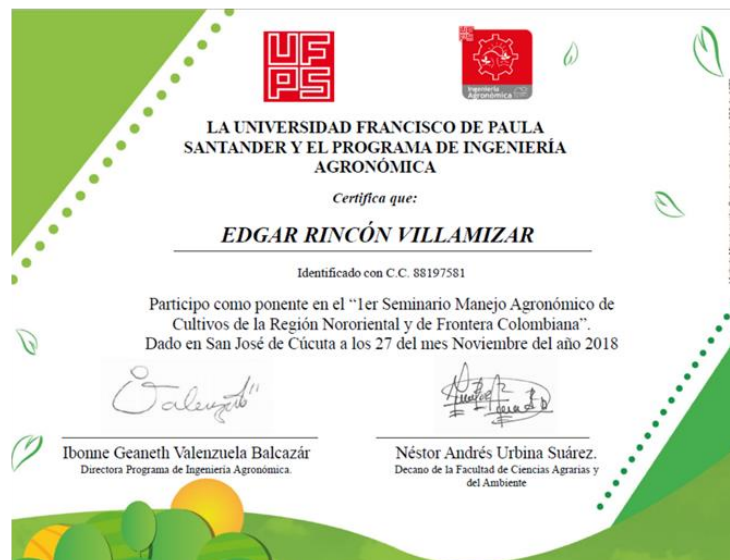 UF
PS
Ingeniería
Agronómica
LA UNIVERSIDAD FRANCISCO DE PAULA
SANTANDER Y EL PROGRAMA DE INGENIERÍA
AGRONÓMICA
Certifica que:
EDGAR RINCÓN VILLAMIZAR
Identificado con C.C. 88197581
Participo como ponente en el “1er Seminario Manejo Agronómico de
Cultivos de la Región Nororiental y de Frontera Colombiana”.
Dado en San José de Cúcuta a los 27 del mes Noviembre del año 2018
Ibonne Geaneth Valenzuela Balcazár
Directora Programa de Ingeniería Agronómica.
Néstor Andrés Urbina Suárez.
Decano de la Facultad de Ciencias Agrarias y
del Ambiente